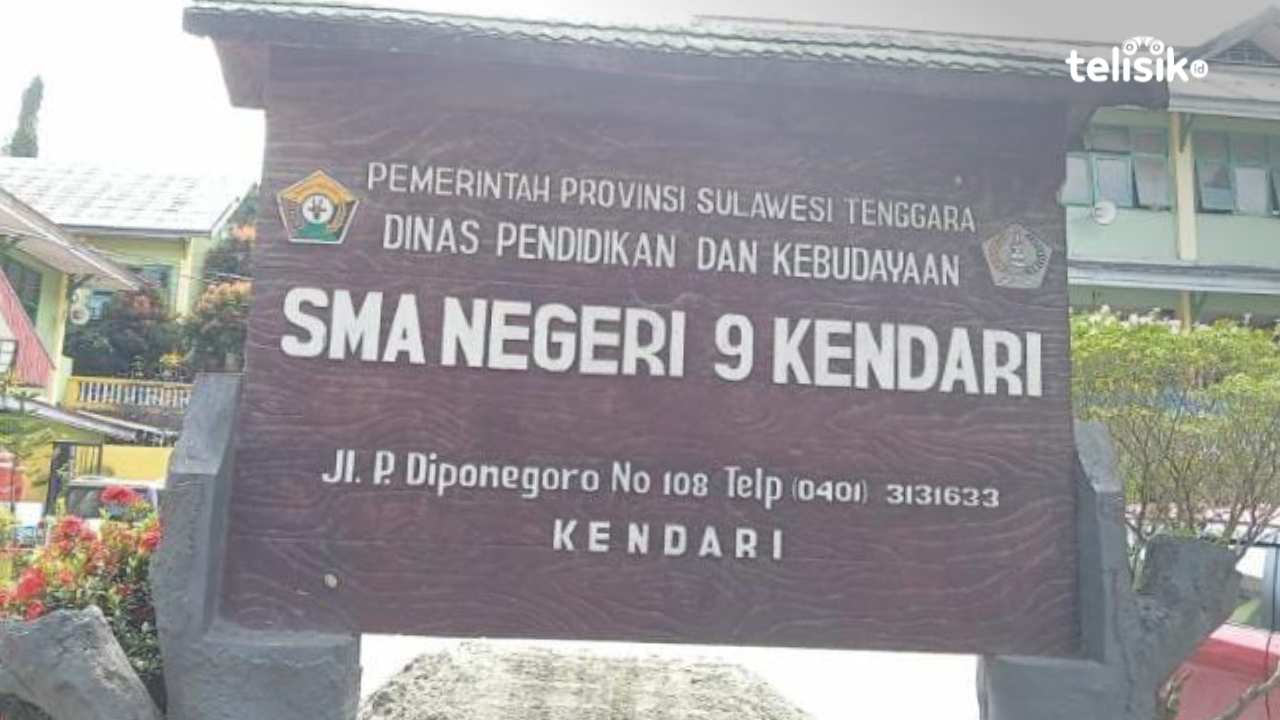 telisik.id
PEMERINTAH PROVINSI SULAWESI TENGGARA
DINAS PENDIDIKAN DAN KEBUDAYAAN
SMA NEGERI 9 KENDARI
Jl. P. Diponegoro No 108 Telp (0401) 3131633
KENDARI